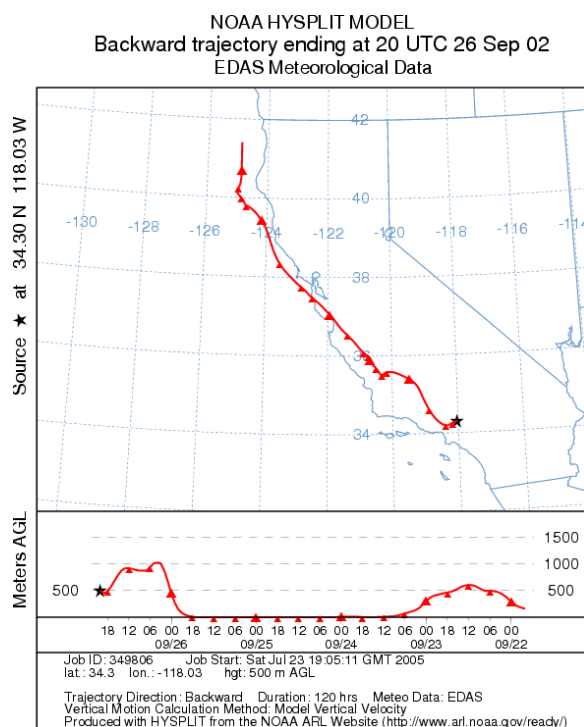 NOAA HYSPLIT MODEL
Backward trajectory ending at 20 UTC 26 Sep 02
EDAS Meteorological Data
Source ★ at 34.30 N 118.03 W
42
40
-130
-128
-126
-124
-122
-120
-118
-116
-114
38
36
34
Meters AGL
1500
1000
500
500
18 12 06 00 18 12 06 00 18 12 06 00 18 12 06 00 18 12 06 00
09/26 09/25 09/24 09/23 09/22
Job ID: 349806 Job Start: Sat Jul 23 19:05:11 GMT 2005
lat.: 34.3 lon.: -118.03 hgt: 500 m AGL
Trajectory Direction: Backward Duration: 120 hrs Meteo Data: EDAS
Vertical Motion Calculation Method: Model Vertical Velocity
Produced with HYSPLIT from the NOAA ARL Website (http://www.arl.noaa.gov/ready/)